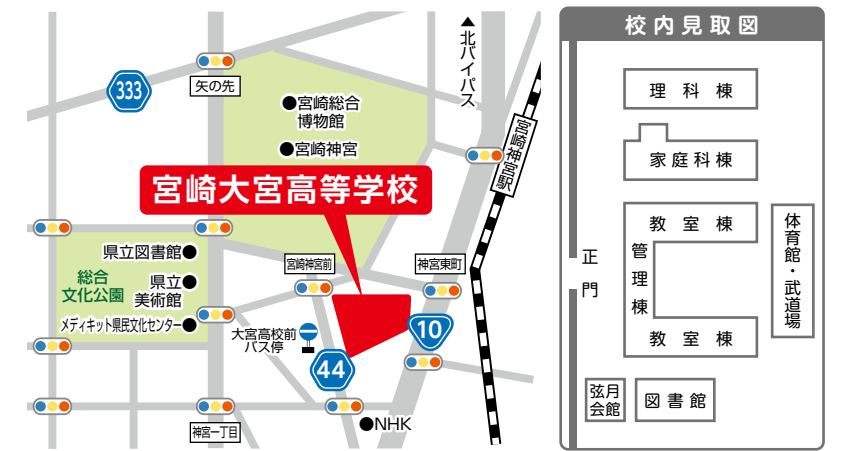 ▲北バイパス
333
矢の先
●宮崎総合
博物館
●宮崎神宮
宮崎神宮駅
宮崎大宮高等学校
県立図書館●
総合
文化公園
県立●
美術館
メディキット県民文化センター●
宮崎神宮前
神宮東町
大宮高校前
バス停
10
44
●NHK
神宮一丁目
校内見取図
理科棟
家庭科棟
教室棟
管理棟
教室棟
体育館・武道場
正門
弦月
会館
図書館